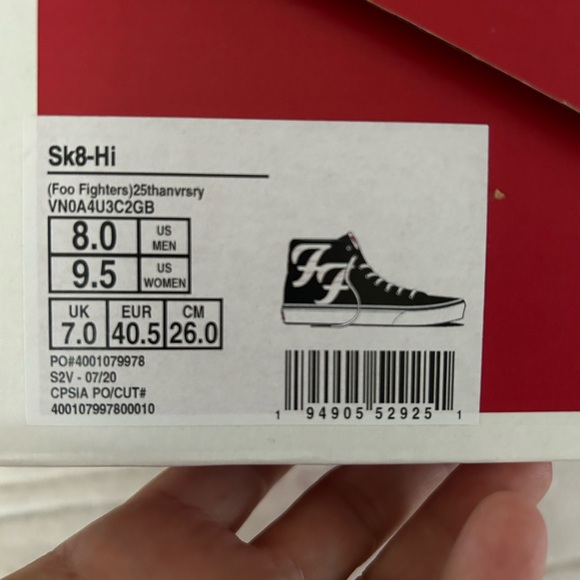 Sk8-Hi
(Foo Fighters)25thanvrsry
VN0A4U3C2GB
8.0 US MEN
9.5 US WOMEN
UK EUR CM
7.0 40.5 26.0
PO#4001079978
S2V - 07/20
CPSIA PO/CUT#
400107997800010
FF
1 94905 52925 1